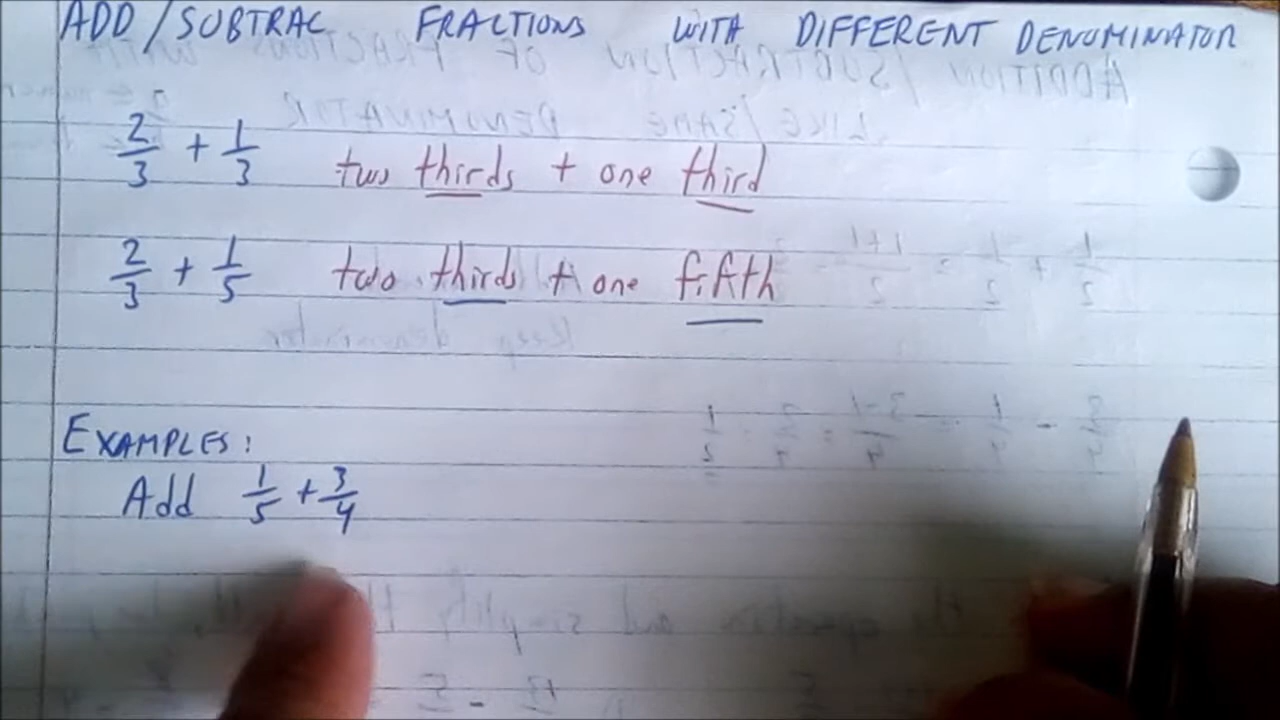 ADD/SUBTRAC FRACTIONS WITH DIFFERENT DENOMINATOR
2/3 + 1/3 two thirds + one third
2/3 + 1/5 two thirds + one fifth
EXAMPLES:
Add 1/5 + 3/4